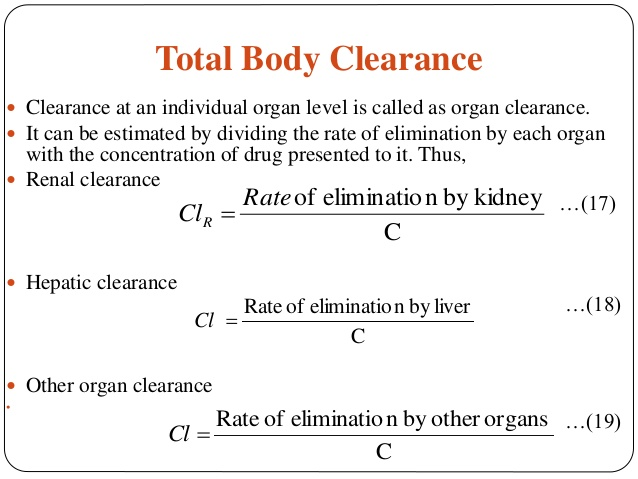 Total Body Clearance
• Clearance at an individual organ level is called as organ clearance.
• It can be estimated by dividing the rate of elimination by each organ
with the concentration of drug presented to it. Thus,
• Renal clearance
Cl_R = Rate of elimination by kidney / C …(17)
• Hepatic clearance
Cl = Rate of elimination by liver / C …(18)
• Other organ clearance
•
Cl = Rate of elimination by other organs / C …(19)